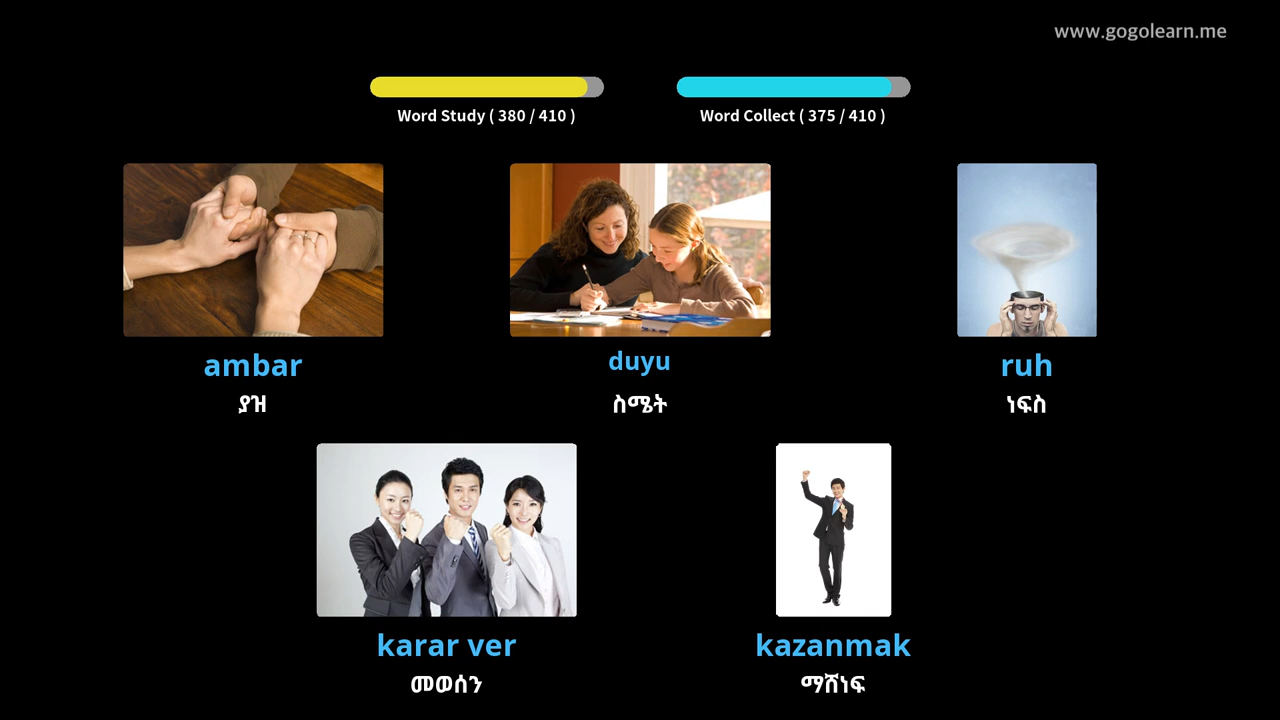 www.gogolearn.me
Word Study ( 380 / 410 )
Word Collect ( 375 / 410 )
ambar
ያዝ
duyu
ስሜት
ruh
ነፍስ
karar ver
መወሰን
kazanmak
ማሸነፍ